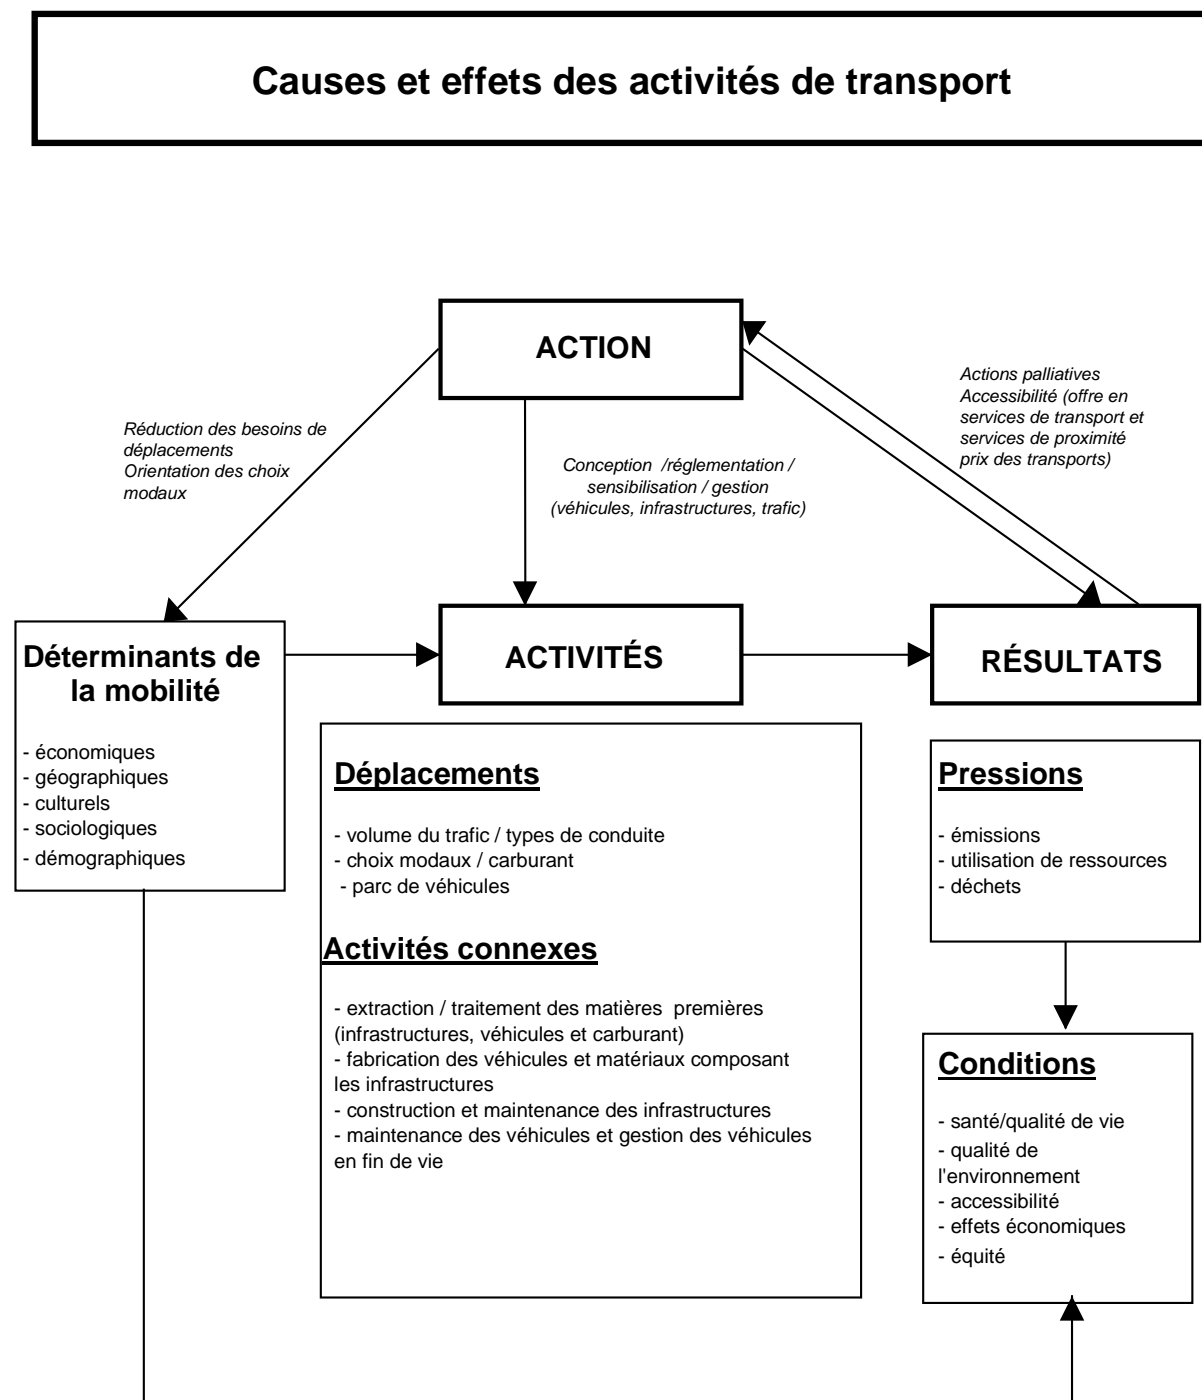 Causes et effets des activités de transport
ACTION
Réduction des besoins de
déplacements
Orientation des choix
modaux
Conception /réglementation /
sensibilisation / gestion
(véhicules, infrastructures, trafic)
Actions palliatives
Accessibilité (offre en
services de transport et
services de proximité
prix des transports)
Déterminants de
la mobilité
- économiques
- géographiques
- culturels
- sociologiques
- démographiques
ACTIVITÉS
Déplacements
- volume du trafic / types de conduite
- choix modaux / carburant
- parc de véhicules
Activités connexes
- extraction / traitement des matières premières
(infrastructures, véhicules et carburant)
- fabrication des véhicules et matériaux composant
les infrastructures
- construction et maintenance des infrastructures
- maintenance des véhicules et gestion des véhicules
en fin de vie
RÉSULTATS
Pressions
- émissions
- utilisation de ressources
- déchets
Conditions
- santé/qualité de vie
- qualité de
l'environnement
- accessibilité
- effets économiques
- équité